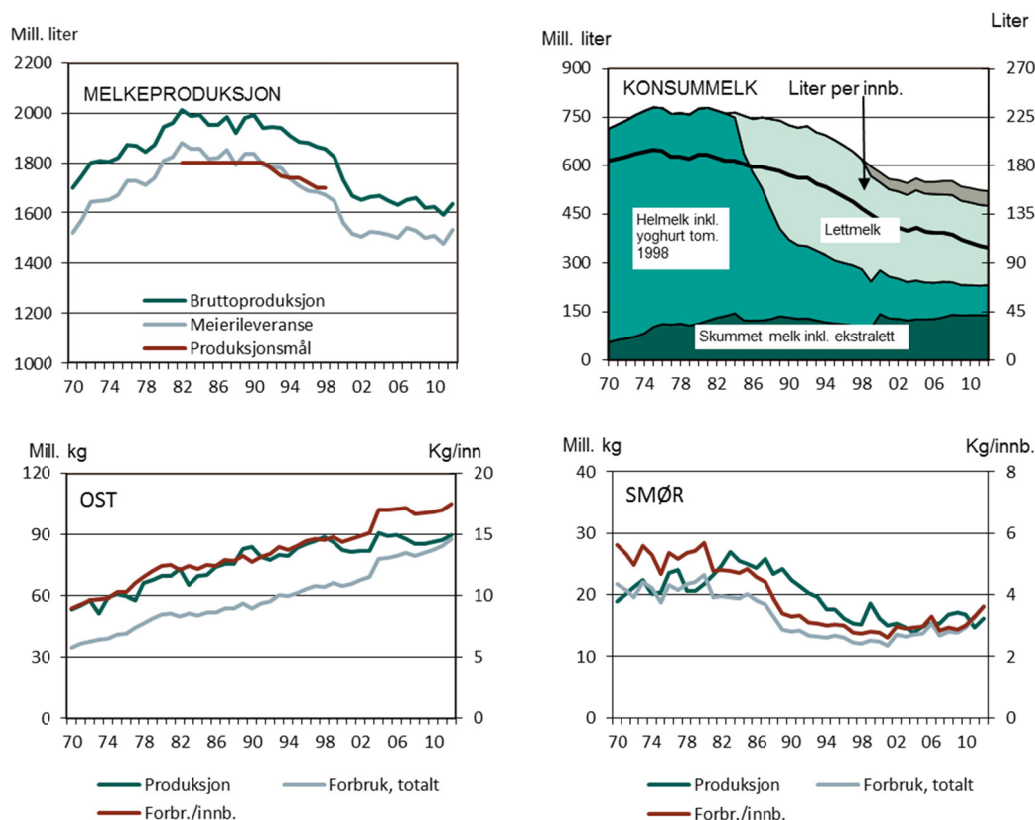 Mill. liter
2200
2000
1800
1600
1400
1200
1000
MELKEPRODUKSJON
Bruttoproduksjon
Meierileveranse
Produksjonsmål
70 74 78 82 86 90 94 98 02 06 10
Mill. liter
Liter
900
750
600
450
300
150
0
KONSUMMELK
Liter per innb.
Helmelk inkl.
yoghurt tom.
1998
Lettmelk
Skummet melk inkl. ekstralett
270
225
180
135
90
45
0
70 74 78 82 86 90 94 98 02 06 10
Mill. kg
Kg/inn
120
90
60
30
0
OST
20
15
10
5
0
70 74 78 82 86 90 94 98 02 06 10
Produksjon
Forbruk, totalt
Forbr./innb.
Mill. kg
Kg/innb.
40
30
20
10
0
SMØR
8
6
4
2
0
70 74 78 82 86 90 94 98 02 06 10
Produksjon
Forbruk, totalt
Forbr./innb.